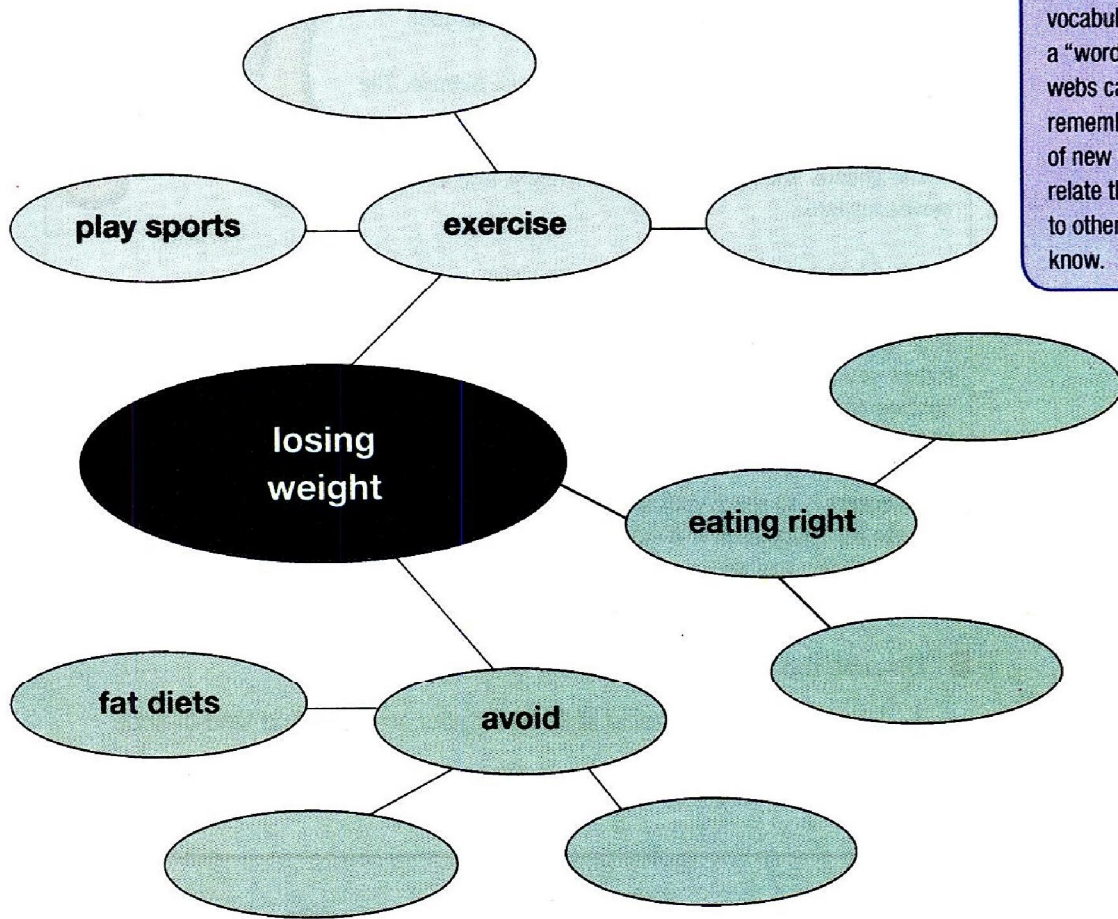 vocabul
a "word
webs ca
rememb
of new
relate th
to other
know.
play sports
exercise
losing
weight
eating right
fat diets
avoid